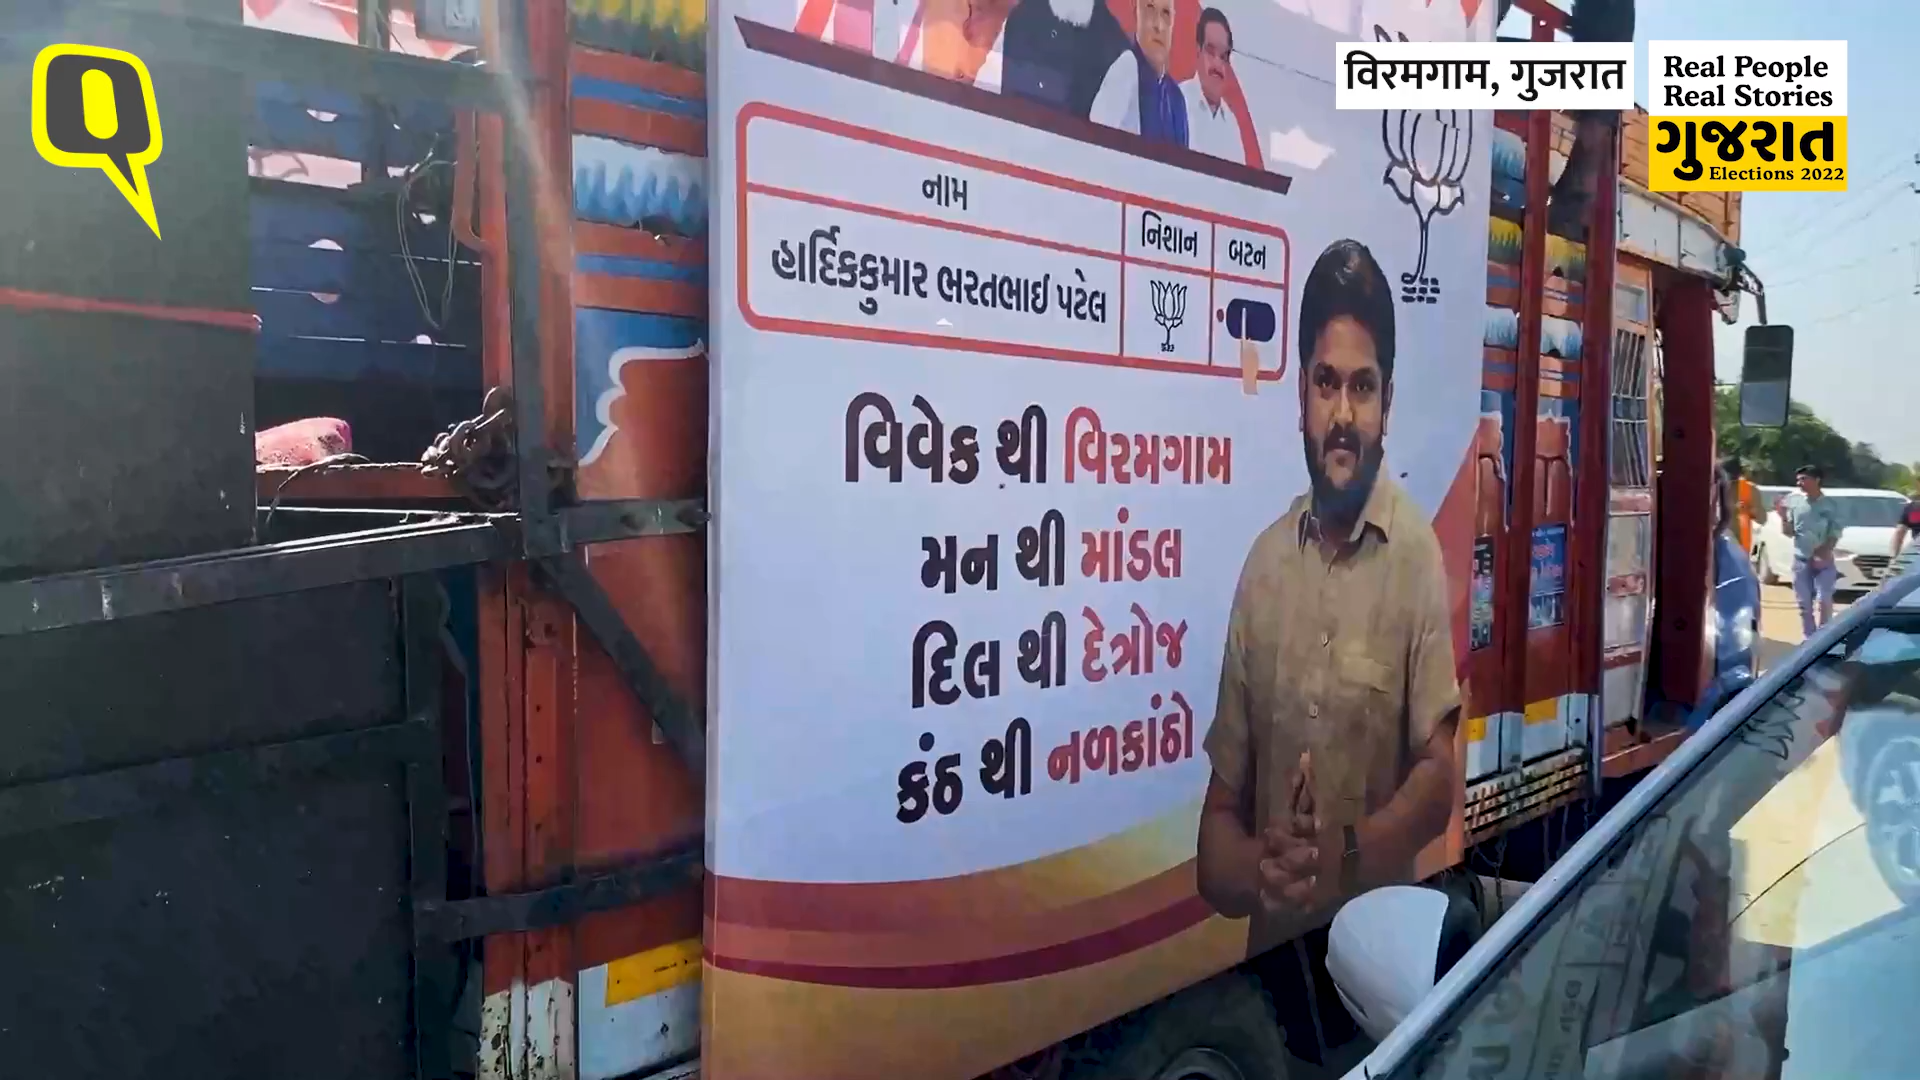 विरमगाम, गुजरात
Real People
Real Stories
ગુજરાત
Elections 2022
નામ
નિશાન
બટન
હાર્દિકકુમાર ભરતભાઈ પટેલ
વિવેક થી વિરમગામ
મન થી માંડલ
દિલ થી દેત્રોજ
કંઠ થી નળકાંઠો